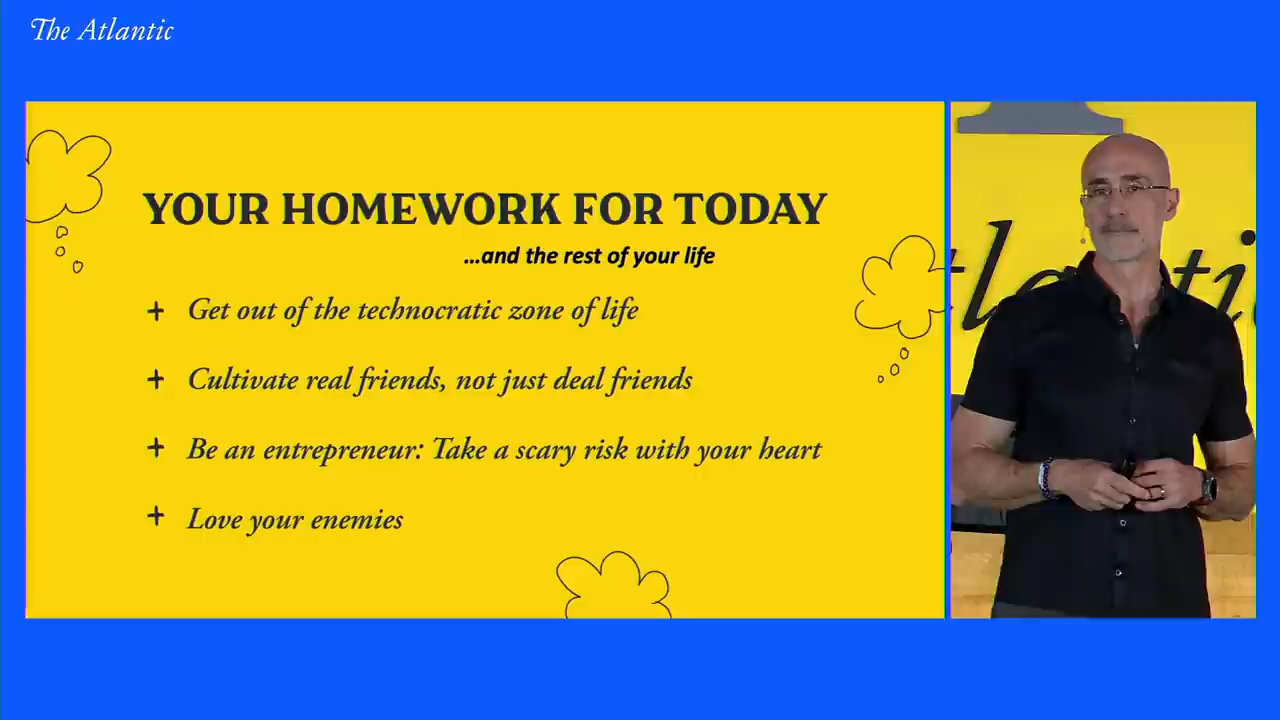 The Atlantic
YOUR HOMEWORK FOR TODAY
...and the rest of your life
+ Get out of the technocratic zone of life
+ Cultivate real friends, not just deal friends
+ Be an entrepreneur: Take a scary risk with your heart
+ Love your enemies